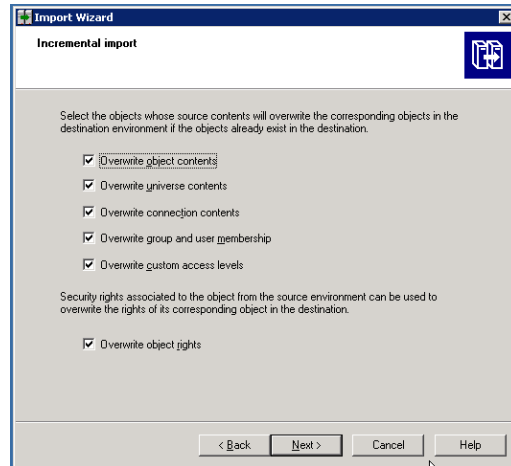 Import Wizard
Incremental import
Select the objects whose source contents will overwrite the corresponding objects in the
destination environment if the objects already exist in the destination.
Overwrite object contents
Overwrite universe contents
Overwrite connection contents
Overwrite group and user membership
Overwrite custom access levels
Security rights associated to the object from the source environment can be used to
overwrite the rights of its corresponding object in the destination.
Overwrite object rights
< Back Next > Cancel Help